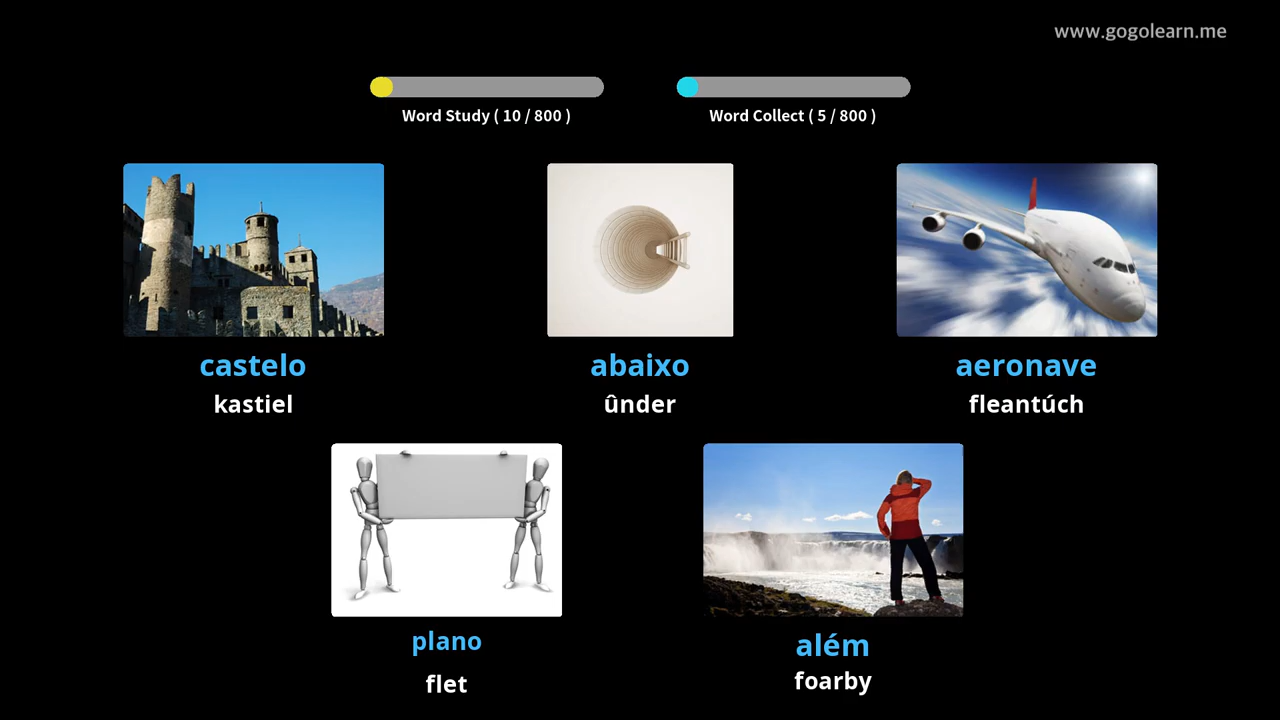 www.gogolearn.me
Word Study ( 10 / 800 )
Word Collect ( 5 / 800 )
castelo
kastiel
abaixo
ûnder
aeronave
fleantúch
plano
flet
além
foarby